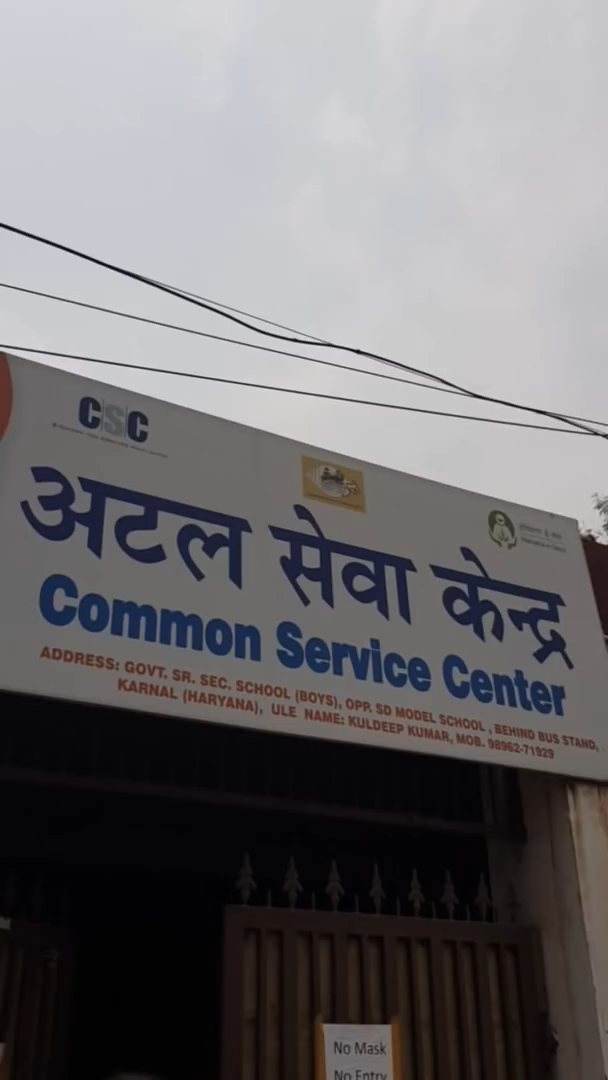 CSC
अटल सेवा केन्द्र
Common Service Center
ADDRESS: GOVT. SR. SEC. SCHOOL (BOYS), OPP. SD MODEL SCHOOL , BEHIND BUS STAND,
KARNAL (HARYANA), ULE NAME: KULDEEP KUMAR, MOB. 98962-71929
No Mask
No Entry